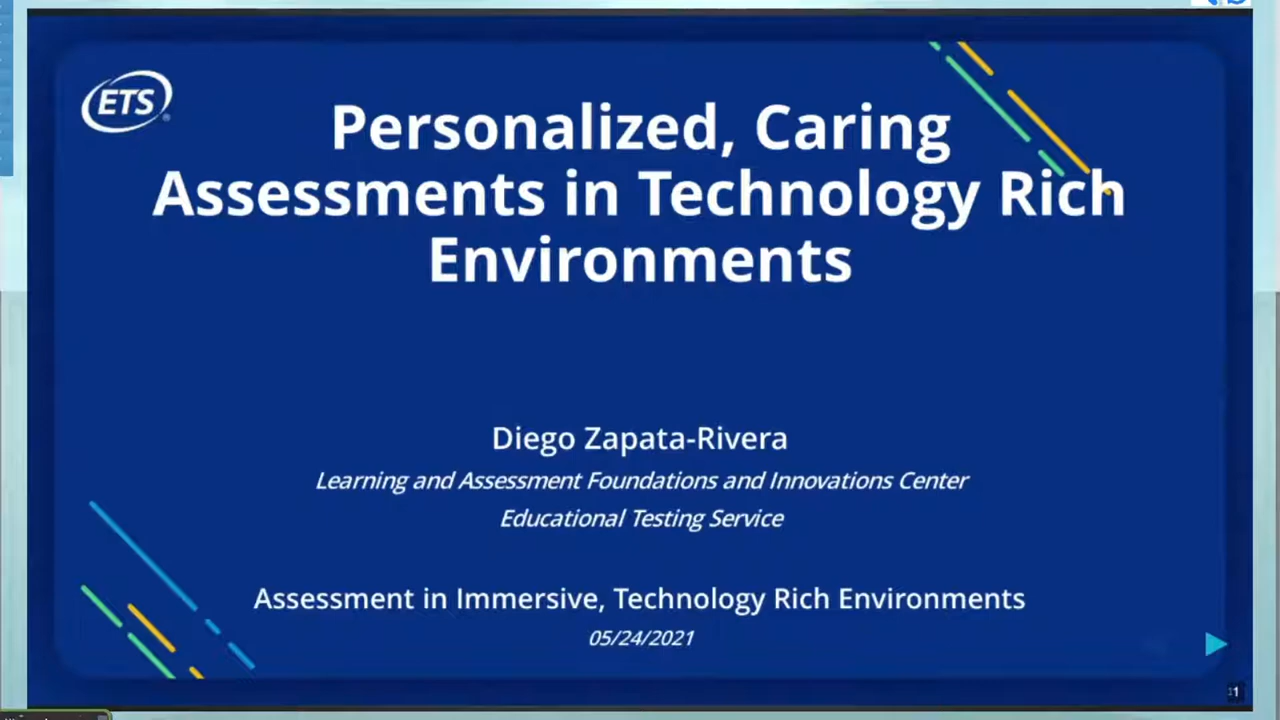 ETS
Personalized, Caring
Assessments in Technology Rich
Environments
Diego Zapata-Rivera
Learning and Assessment Foundations and Innovations Center
Educational Testing Service
Assessment in Immersive, Technology Rich Environments
05/24/2021
1